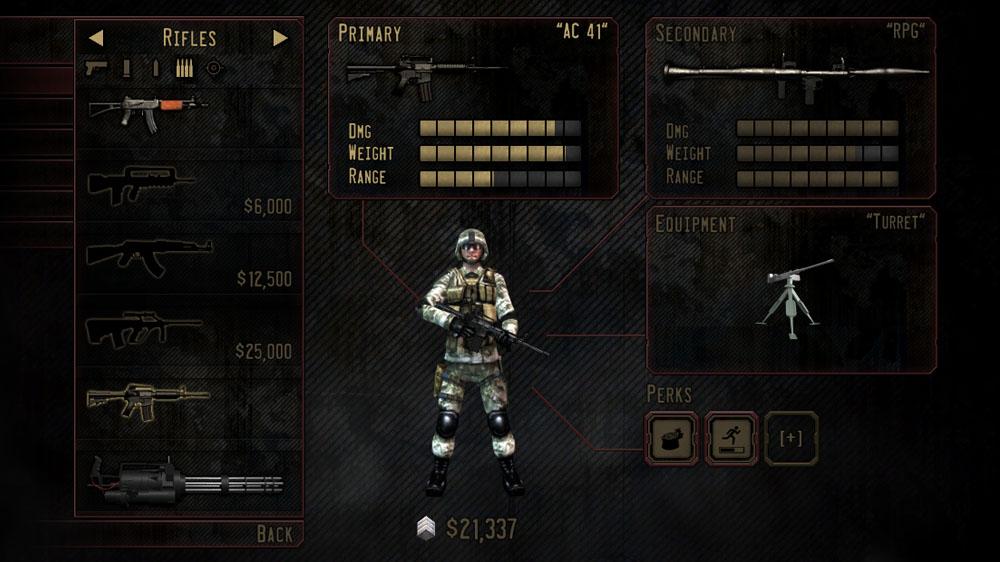 Rifles
$6,000
$12,500
$25,000
Back
Primary
"AC 41"
Dmg
Weight
Range
Secondary
"RPG"
Dmg
Weight
Range
Equipment
"Turret"
Perks
[+]
$21,337